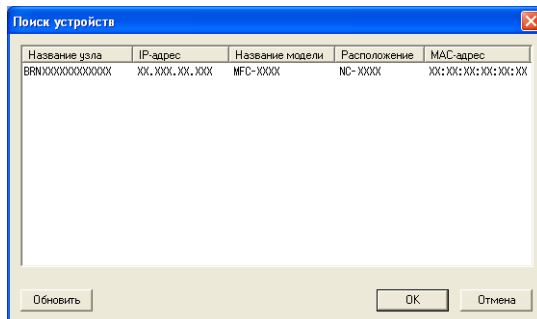 Поиск устройств
Название узла IP-адрес Название модели Расположение MAC-адрес
BRNXXXXXXXXXXXX XX.XXX.XX.XXX MFC-XXXX NC-XXXX XX:XX:XX:XX:XX:XX
Обновить OK Отмена